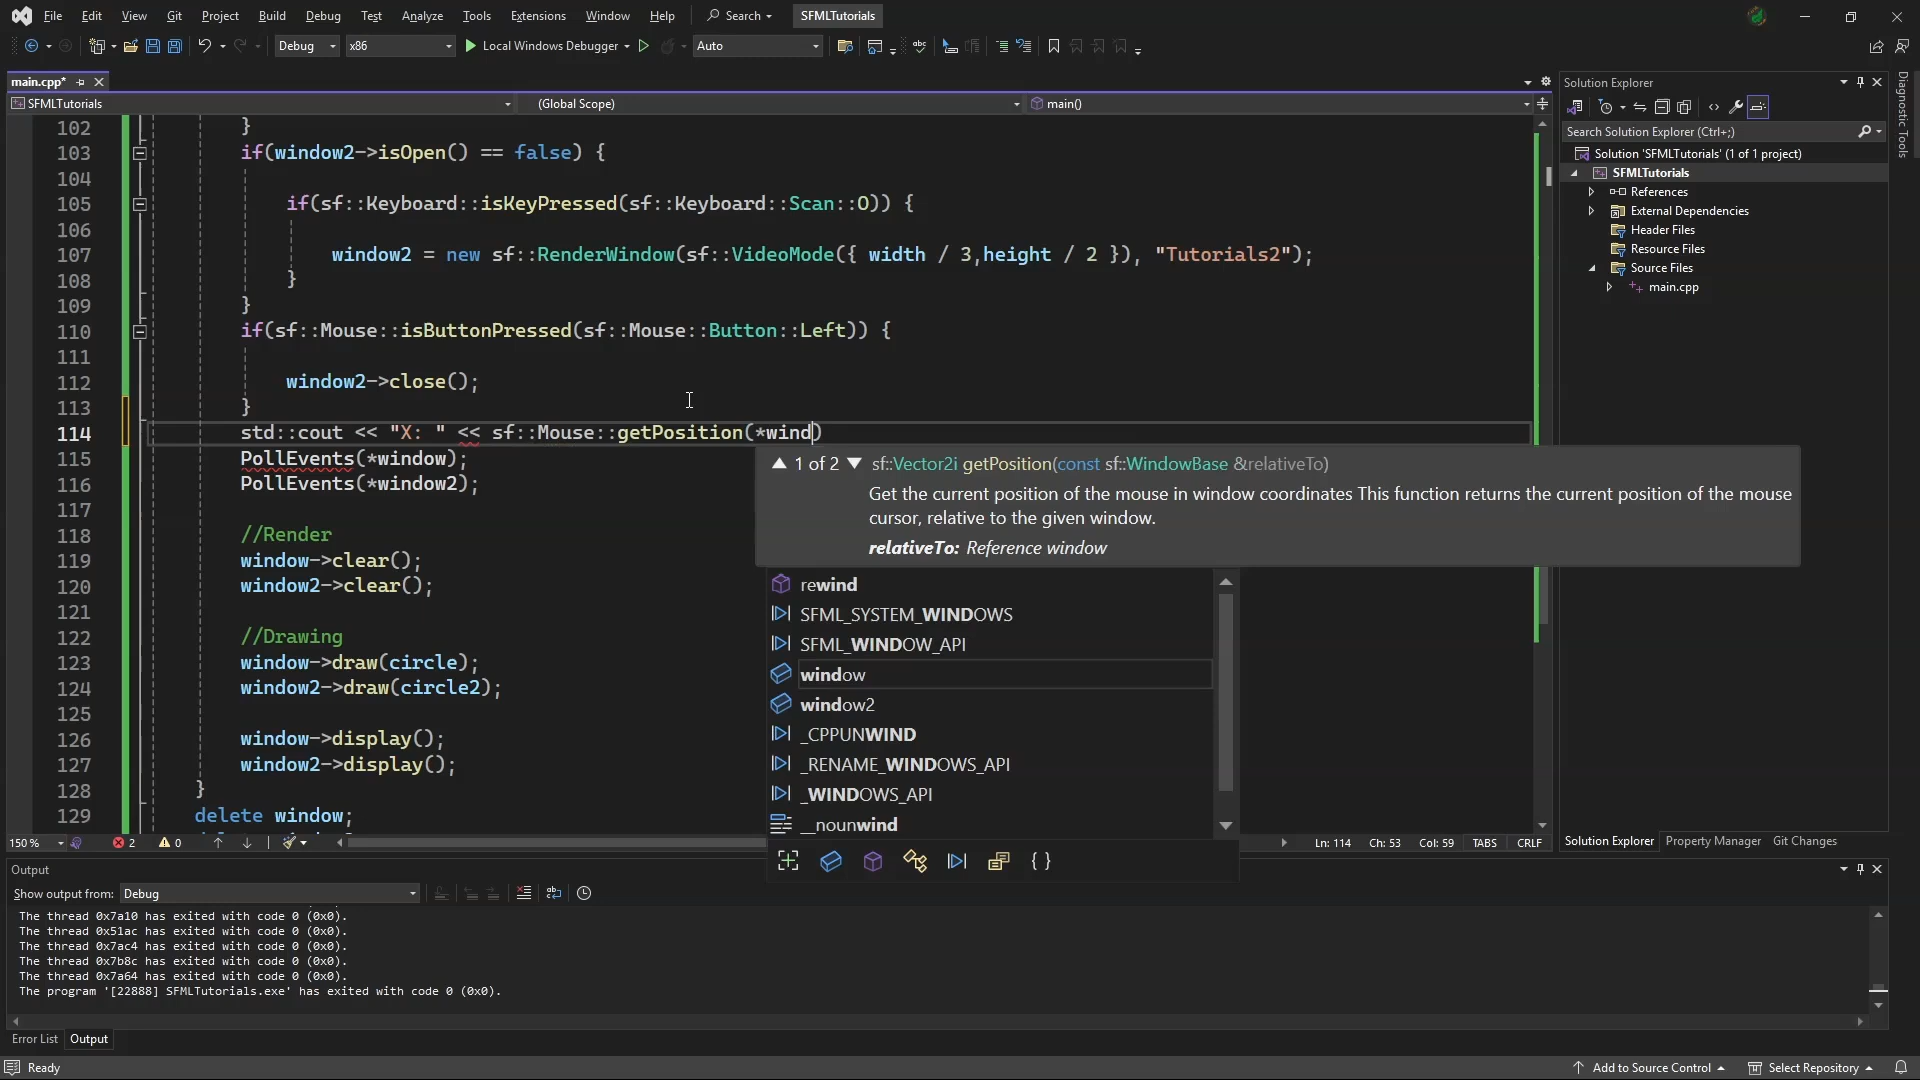 File Edit View Git Project Build Debug Test Analyze Tools Extensions Window Help Search SFMLTutorials
Debug x86 Local Windows Debugger Auto
main.cpp*
SFMLTutorials (Global Scope) main()
102 }
103 if(window2->isOpen() == false) {
104
105 if(sf::Keyboard::isKeyPressed(sf::Keyboard::Scan::O)) {
106
107 window2 = new sf::RenderWindow(sf::VideoMode({ width / 3,height / 2 }), "Tutorials2");
108 }
109 }
110 if(sf::Mouse::isButtonPressed(sf::Mouse::Button::Left)) {
111
112 window2->close();
113 }
114 std::cout << "X: " << sf::Mouse::getPosition(*wind)
115 PollEvents(*window);
116 PollEvents(*window2);
117
118 //Render
119 window->clear();
120 window2->clear();
121
122 //Drawing
123 window->draw(circle);
124 window2->draw(circle2);
125
126 window->display();
127 window2->display();
128 }
129 delete window;
1 of 2 sf::Vector2i getPosition(const sf::WindowBase &relativeTo)
Get the current position of the mouse in window coordinates This function returns the current position of the mouse
cursor, relative to the given window.
relativeTo: Reference window
rewind
SFML_SYSTEM_WINDOWS
SFML_WINDOW_API
window
window2
_CPPUNWIND
_RENAME_WINDOWS_API
_WINDOWS_API
__nounwind
150 % 2 0 Ln: 114 Ch: 53 Col: 59 TABS CRLF
Solution Explorer
Search Solution Explorer (Ctrl+;)
Solution 'SFMLTutorials' (1 of 1 project)
SFMLTutorials
References
External Dependencies
Header Files
Resource Files
Source Files
main.cpp
Solution Explorer Property Manager Git Changes
Diagnostic Tools
Output
Show output from: Debug
The thread 0x7a10 has exited with code 0 (0x0).
The thread 0x51ac has exited with code 0 (0x0).
The thread 0x7ac4 has exited with code 0 (0x0).
The thread 0x7b8c has exited with code 0 (0x0).
The thread 0x7a64 has exited with code 0 (0x0).
The program '[22888] SFMLTutorials.exe' has exited with code 0 (0x0).
Error List Output
Ready Add to Source Control Select Repository